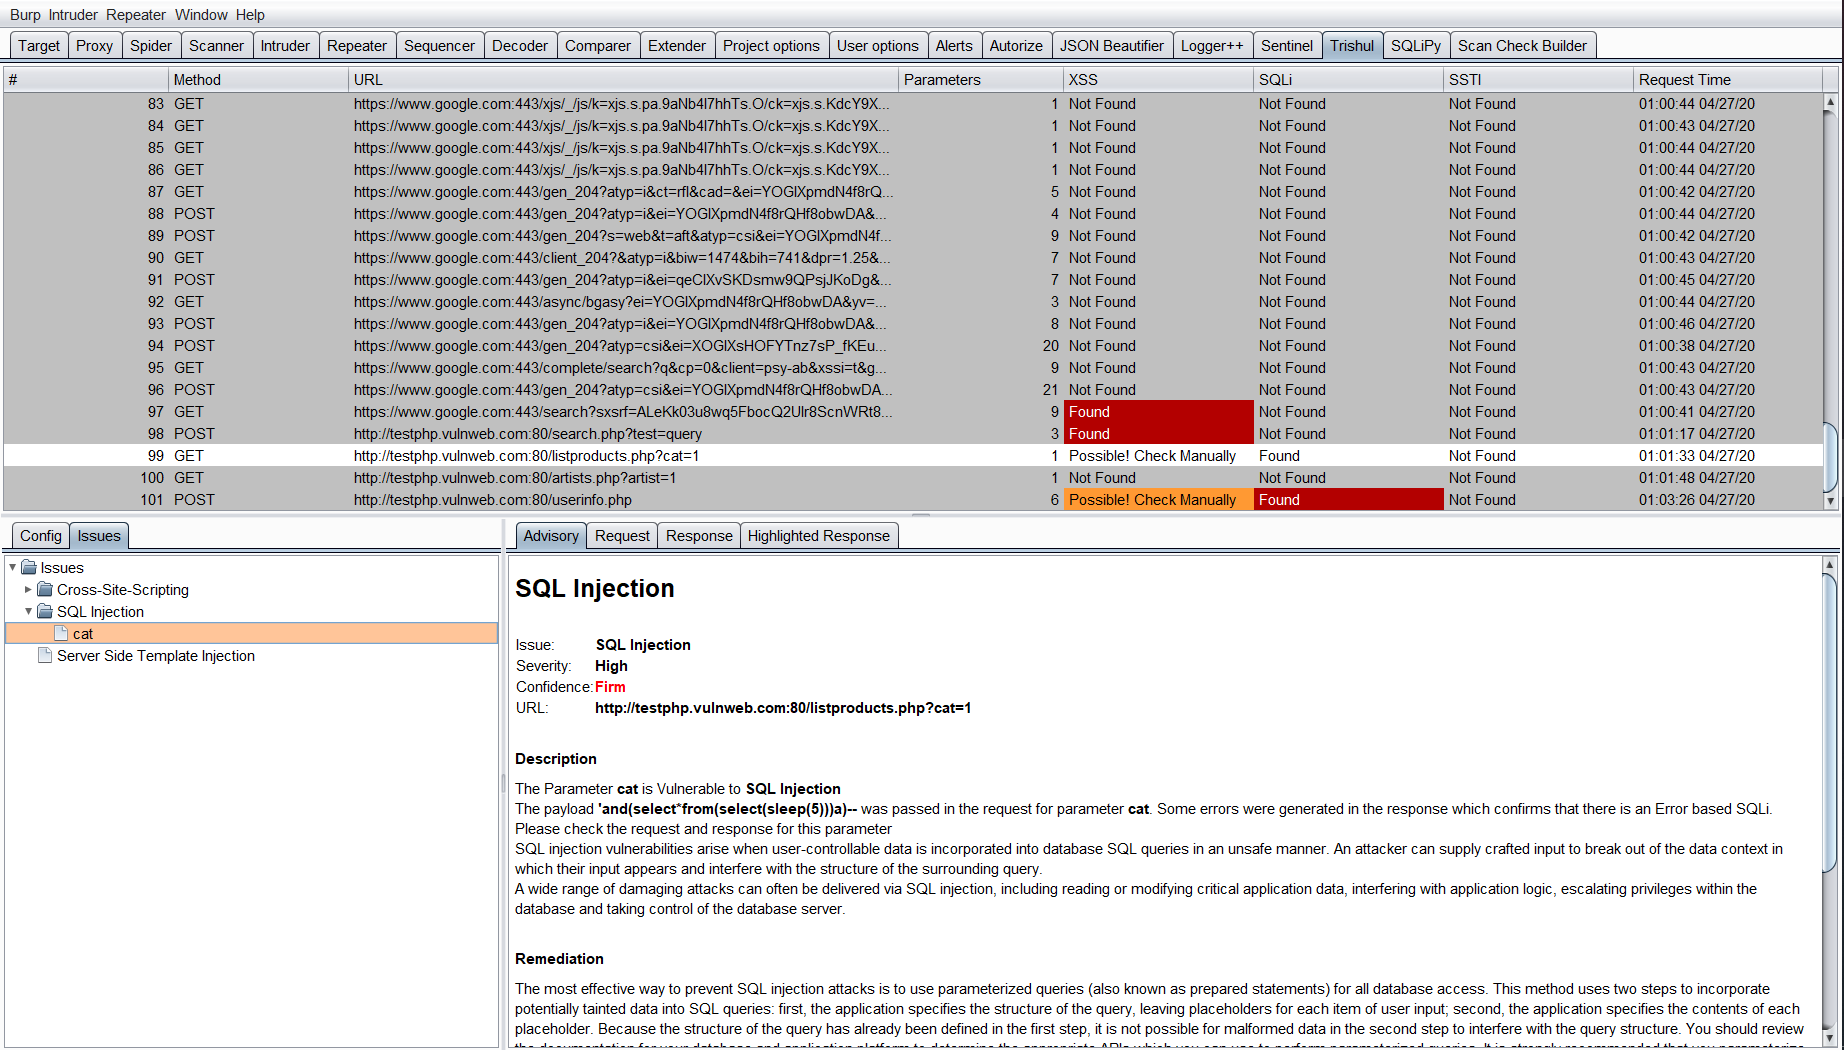 Burp Intruder Repeater Window Help
Target Proxy Spider Scanner Intruder Repeater Sequencer Decoder Comparer Extender Project options User options Alerts Autorize JSON Beautifier Logger++ Sentinel Trishul SQLiPy Scan Check Builder
# Method URL Parameters XSS SQLi SSTI Request Time
83 GET https://www.google.com:443/xjs/_/js/k=xjs.s.pa.9aNb4I7hhTs.O/ck=xjs.s.KdcY9X... 1 Not Found Not Found Not Found 01:00:44 04/27/20
84 GET https://www.google.com:443/xjs/_/js/k=xjs.s.pa.9aNb4I7hhTs.O/ck=xjs.s.KdcY9X... 1 Not Found Not Found Not Found 01:00:43 04/27/20
85 GET https://www.google.com:443/xjs/_/js/k=xjs.s.pa.9aNb4I7hhTs.O/ck=xjs.s.KdcY9X... 1 Not Found Not Found Not Found 01:00:44 04/27/20
86 GET https://www.google.com:443/xjs/_/js/k=xjs.s.pa.9aNb4I7hhTs.O/ck=xjs.s.KdcY9X... 1 Not Found Not Found Not Found 01:00:44 04/27/20
87 GET https://www.google.com:443/gen_204?atyp=i&ct=rfl&cad=&ei=YOGlXpmdN4f8rQ... 5 Not Found Not Found Not Found 01:00:42 04/27/20
88 POST https://www.google.com:443/gen_204?atyp=i&ei=YOGlXpmdN4f8rQHf8obwDA&... 4 Not Found Not Found Not Found 01:00:44 04/27/20
89 POST https://www.google.com:443/gen_204?s=web&t=aft&atyp=csi&ei=YOGlXpmdN4f... 9 Not Found Not Found Not Found 01:00:42 04/27/20
90 GET https://www.google.com:443/client_204?&atyp=i&biw=1474&bih=741&dpr=1.25&... 7 Not Found Not Found Not Found 01:00:43 04/27/20
91 POST https://www.google.com:443/gen_204?atyp=i&ei=qeClXvSKDsmw9QPsjJKoDg&... 7 Not Found Not Found Not Found 01:00:45 04/27/20
92 GET https://www.google.com:443/async/bgasy?ei=YOGlXpmdN4f8rQHf8obwDA&yv=... 3 Not Found Not Found Not Found 01:00:44 04/27/20
93 POST https://www.google.com:443/gen_204?atyp=i&ei=YOGlXpmdN4f8rQHf8obwDA&... 8 Not Found Not Found Not Found 01:00:46 04/27/20
94 POST https://www.google.com:443/gen_204?atyp=csi&ei=XOGlXsHOFYTnz7sP_fKEu... 20 Not Found Not Found Not Found 01:00:38 04/27/20
95 GET https://www.google.com:443/complete/search?q&cp=0&client=psy-ab&xssi=t&g... 9 Not Found Not Found Not Found 01:00:43 04/27/20
96 POST https://www.google.com:443/gen_204?atyp=csi&ei=YOGlXpmdN4f8rQHf8obwDA... 21 Not Found Not Found Not Found 01:00:43 04/27/20
97 GET https://www.google.com:443/search?sxsrf=ALeKk03u8wq5FbocQ2Ulr8ScnWRt8... 9 Found Not Found Not Found 01:00:41 04/27/20
98 POST http://testphp.vulnweb.com:80/search.php?test=query 3 Found Not Found Not Found 01:01:17 04/27/20
99 GET http://testphp.vulnweb.com:80/listproducts.php?cat=1 1 Possible! Check Manually Found Not Found 01:01:33 04/27/20
100 GET http://testphp.vulnweb.com:80/artists.php?artist=1 1 Not Found Not Found Not Found 01:01:48 04/27/20
101 POST http://testphp.vulnweb.com:80/userinfo.php 6 Possible! Check Manually Found Not Found 01:03:26 04/27/20
Config Issues
Issues
Cross-Site-Scripting
SQL Injection
cat
Server Side Template Injection
Advisory Request Response Highlighted Response
SQL Injection
Issue: SQL Injection
Severity: High
Confidence: Firm
URL: http://testphp.vulnweb.com:80/listproducts.php?cat=1
Description
The Parameter cat is Vulnerable to SQL Injection
The payload 'and(select*from(select(sleep(5)))a)-- was passed in the request for parameter cat. Some errors were generated in the response which confirms that there is an Error based SQLi.
Please check the request and response for this parameter
SQL injection vulnerabilities arise when user-controllable data is incorporated into database SQL queries in an unsafe manner. An attacker can supply crafted input to break out of the data context in
which their input appears and interfere with the structure of the surrounding query.
A wide range of damaging attacks can often be delivered via SQL injection, including reading or modifying critical application data, interfering with application logic, escalating privileges within the
database and taking control of the database server.
Remediation
The most effective way to prevent SQL injection attacks is to use parameterized queries (also known as prepared statements) for all database access. This method uses two steps to incorporate
potentially tainted data into SQL queries: first, the application specifies the structure of the query, leaving placeholders for each item of user input; second, the application specifies the contents of each
placeholder. Because the structure of the query has already been defined in the first step, it is not possible for malformed data in the second step to interfere with the query structure. You should review
the documentation for your database and application platform to determine the appropriate APIs which you can use to perform parameterized queries. It is strongly recommended that you parameterize